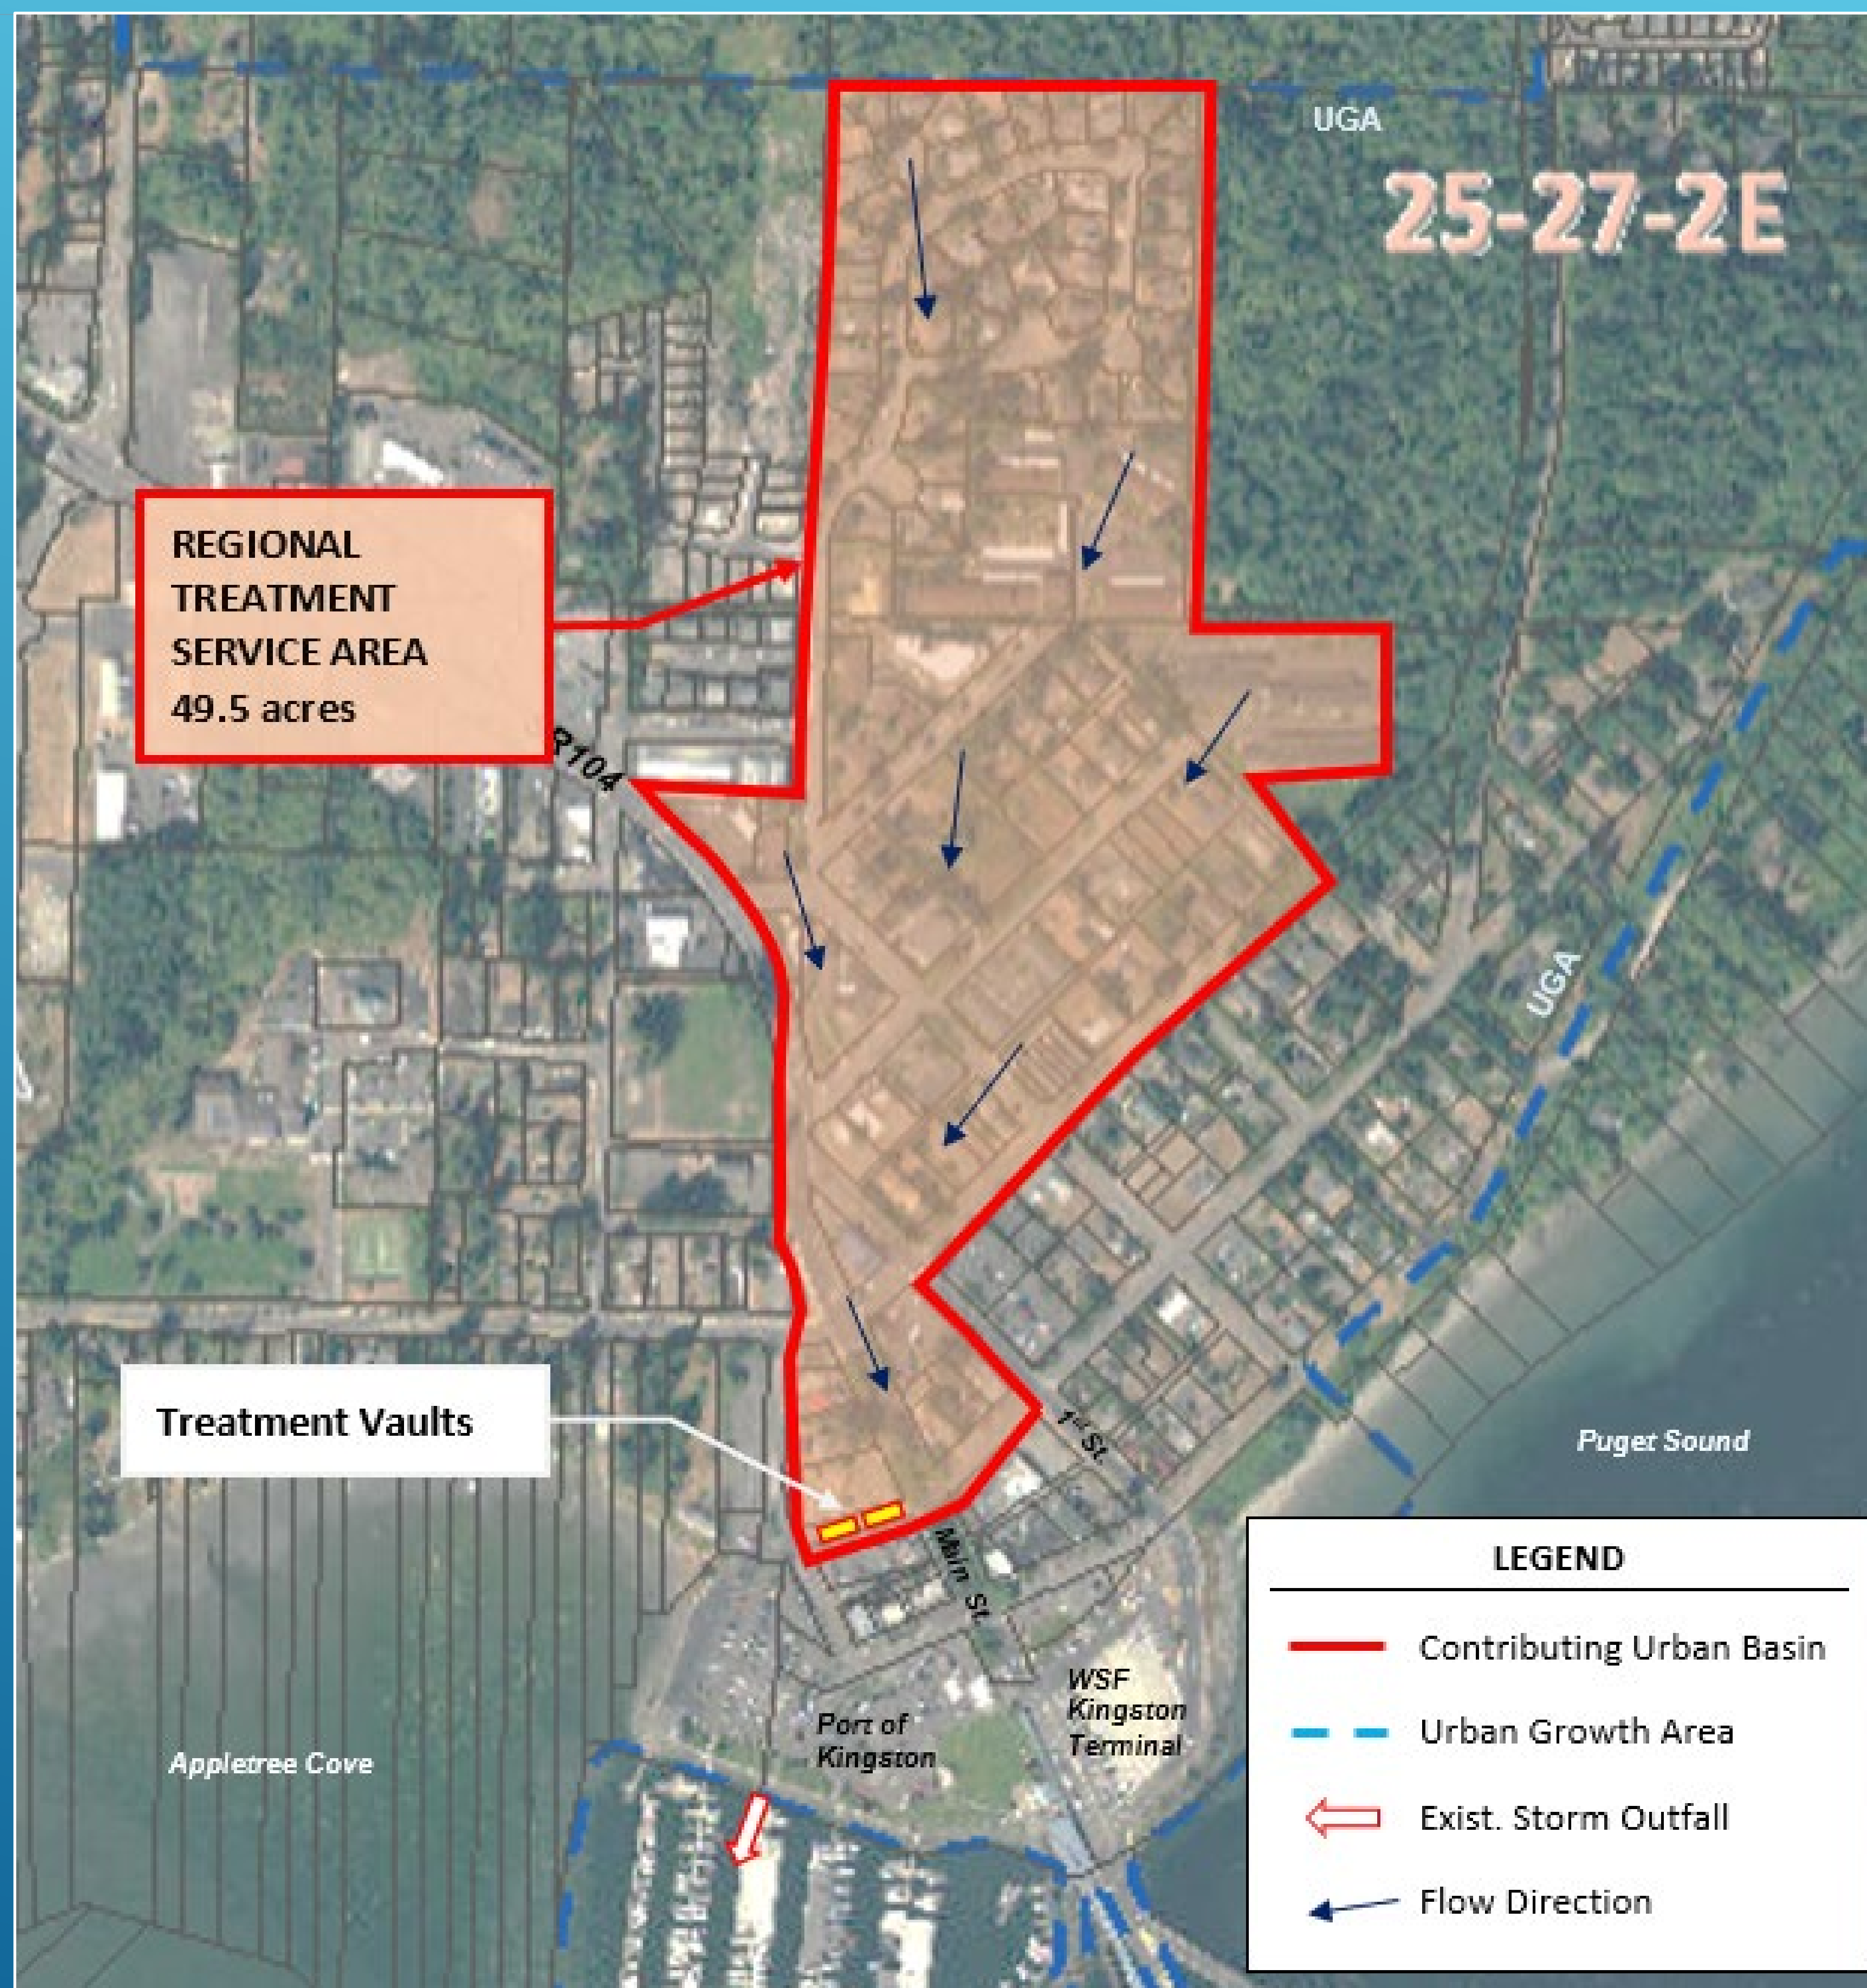 UGA
25-27-2E
REGIONAL
TREATMENT
SERVICE AREA
49.5 acres
R104
UGA
Treatment Vaults
1st St.
Main St.
Puget Sound
WSF
Kingston
Terminal
Port of
Kingston
Appletree Cove
LEGEND
Contributing Urban Basin
Urban Growth Area
Exist. Storm Outfall
Flow Direction